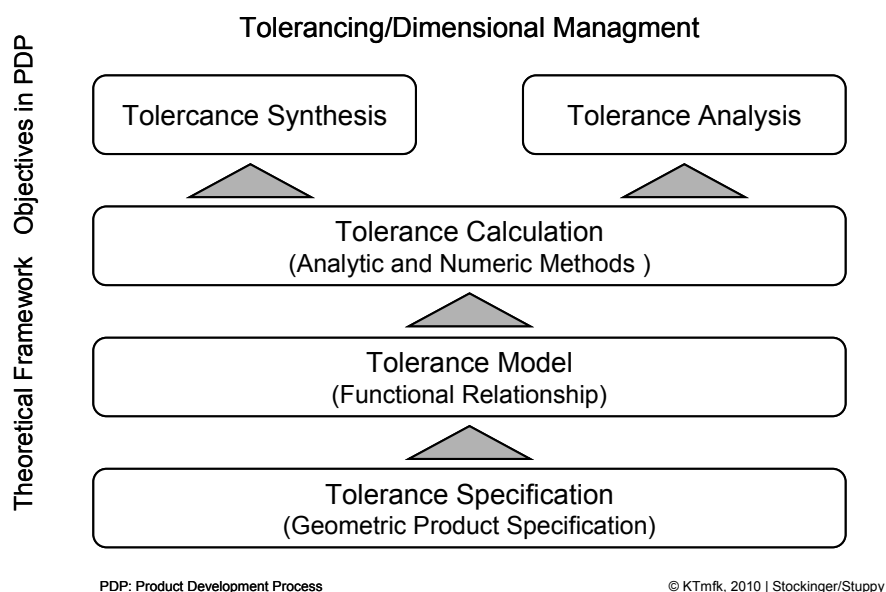 Tolerancing/Dimensional Managment
Objectives in PDP
Tolercance Synthesis
Tolerance Analysis
Theoretical Framework
Tolerance Calculation
(Analytic and Numeric Methods )
Tolerance Model
(Functional Relationship)
Tolerance Specification
(Geometric Product Specification)
PDP: Product Development Process
© KTmfk, 2010 | Stockinger/Stuppy